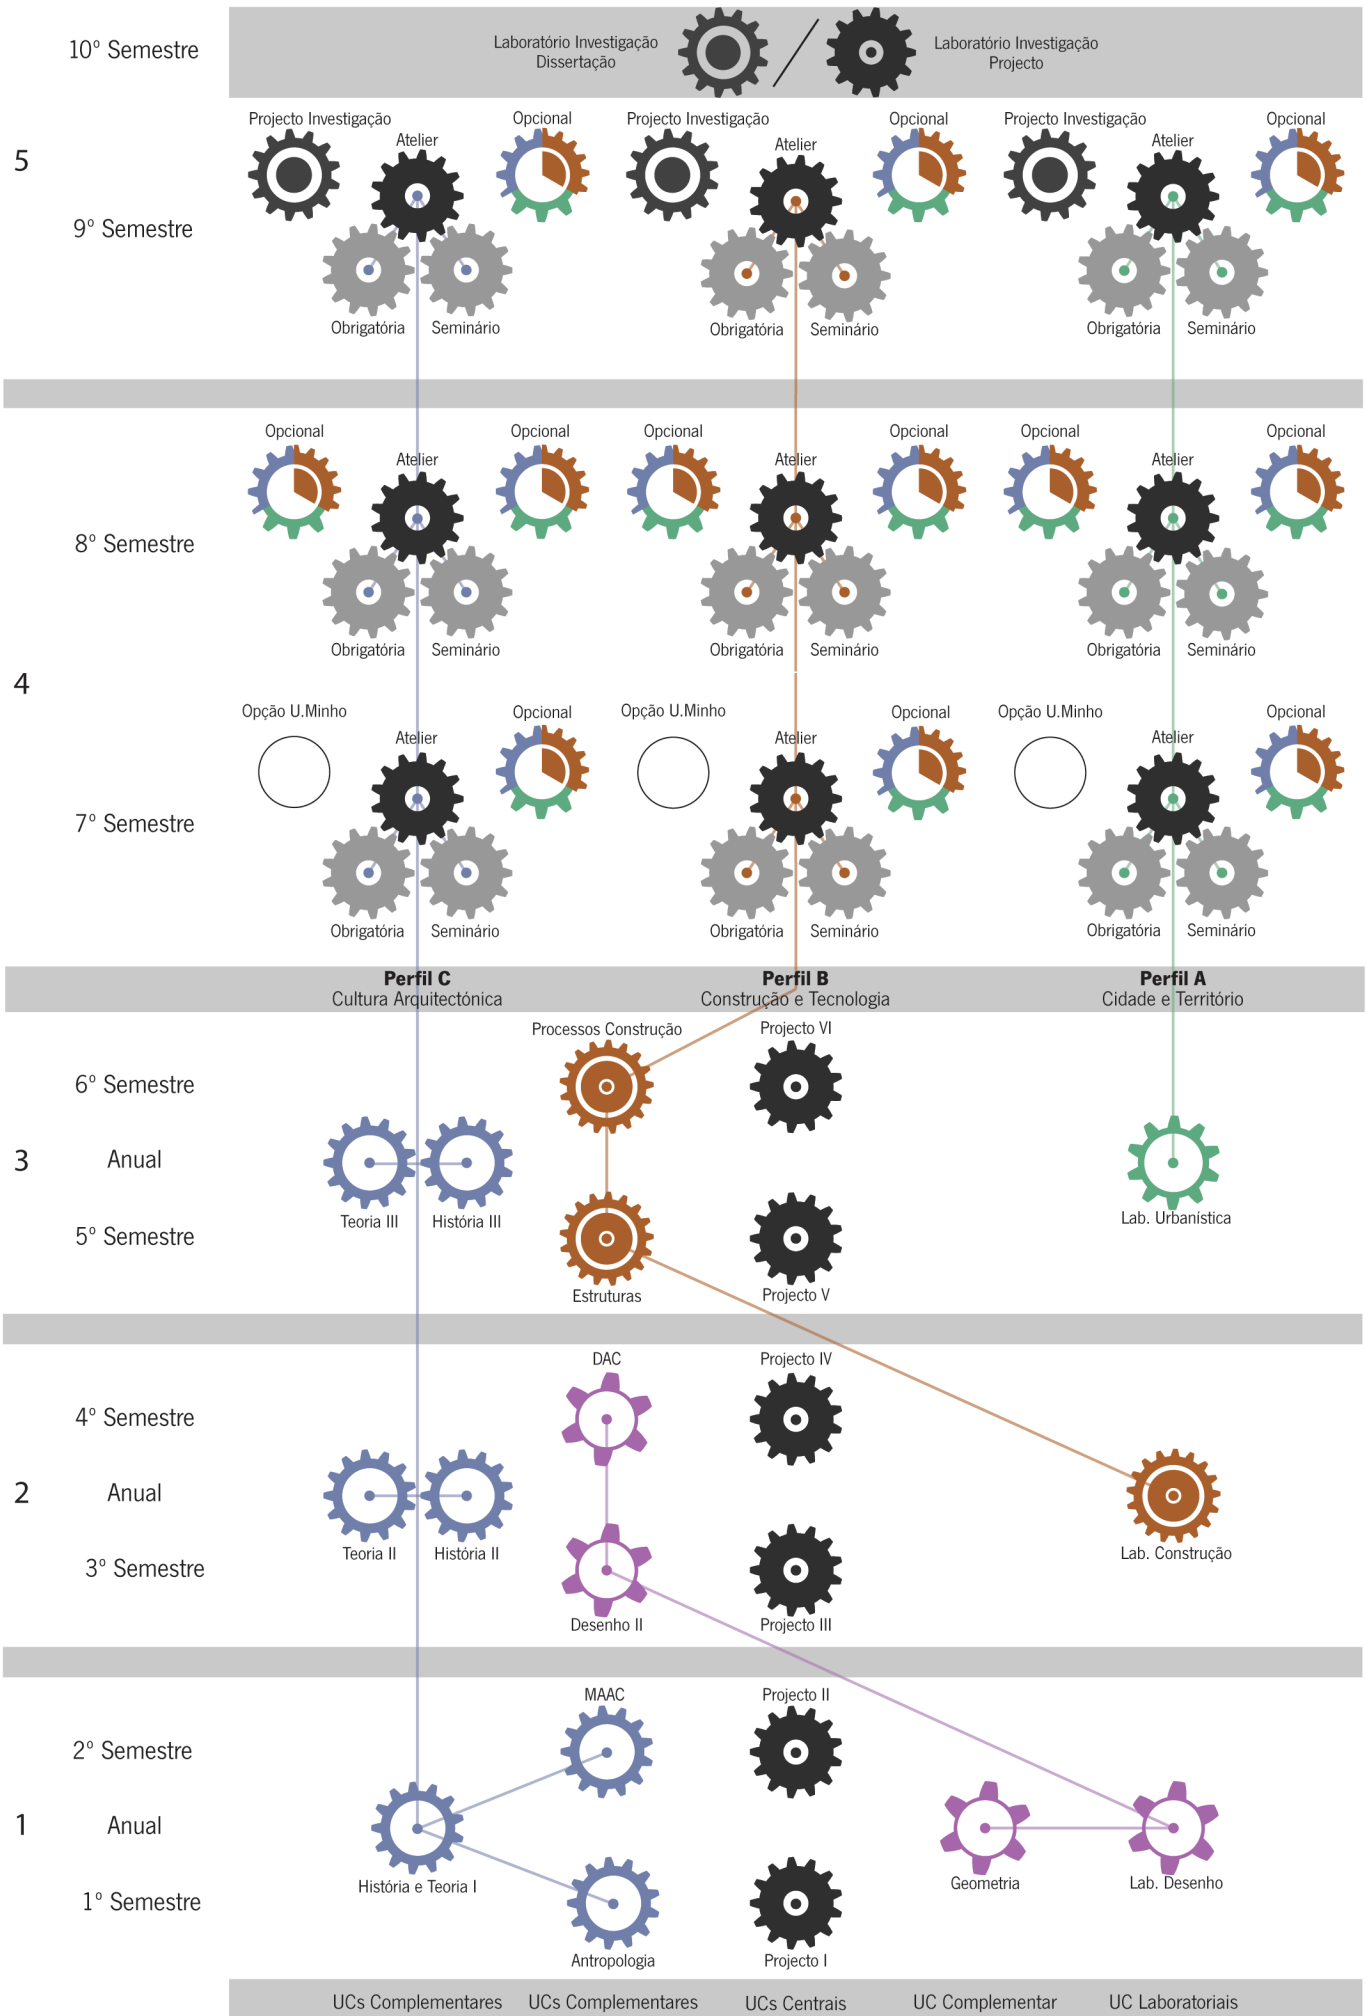 10º Semestre
Laboratório Investigação
Dissertação
Laboratório Investigação
Projecto
5
Projecto Investigação
Atelier
Opcional
Projecto Investigação
Atelier
Opcional
Projecto Investigação
Atelier
Opcional
9º Semestre
Obrigatória
Seminário
Obrigatória
Seminário
Obrigatória
Seminário
Opcional
Atelier
Opcional
Opcional
Atelier
Opcional
Opcional
Atelier
Opcional
8º Semestre
Obrigatória
Seminário
Obrigatória
Seminário
Obrigatória
Seminário
4
Opção U.Minho
Atelier
Opcional
Opção U.Minho
Atelier
Opcional
Opção U.Minho
Atelier
Opcional
7º Semestre
Obrigatória
Seminário
Obrigatória
Seminário
Obrigatória
Seminário
Perfil C
Cultura Arquitectónica
Perfil B
Construção e Tecnologia
Perfil A
Cidade e Território
Processos Construção
Projecto VI
6º Semestre
3
Anual
Teoria III
História III
Lab. Urbanística
5º Semestre
Estruturas
Projecto V
DAC
Projecto IV
4º Semestre
2
Anual
Teoria II
História II
Lab. Construção
3º Semestre
Desenho II
Projecto III
MAAC
Projecto II
2º Semestre
1
Anual
História e Teoria I
Geometria
Lab. Desenho
1º Semestre
Antropologia
Projecto I
UCs Complementares
UCs Complementares
UCs Centrais
UC Complementar
UC Laboratoriais